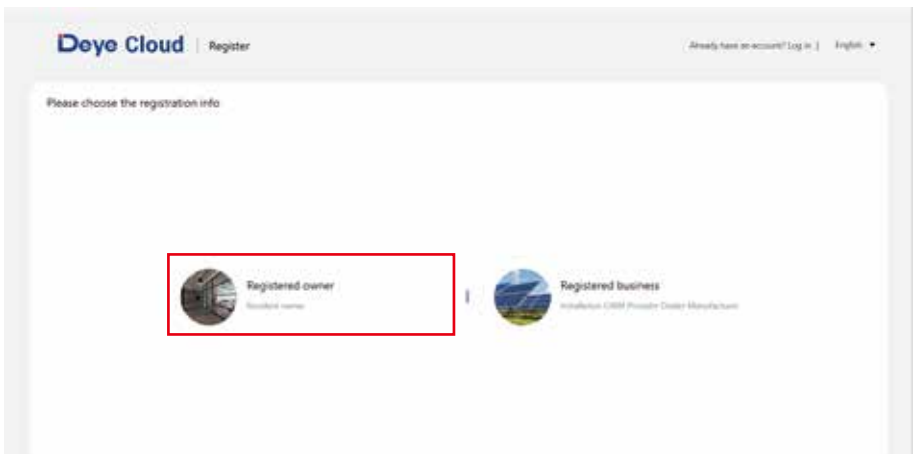 Deye Cloud | Register
Already have an account? Log in | English
Please choose the registration info
Registered owner
Resident owner
Registered business
Installation O&M Provider Dealer Manufacturer